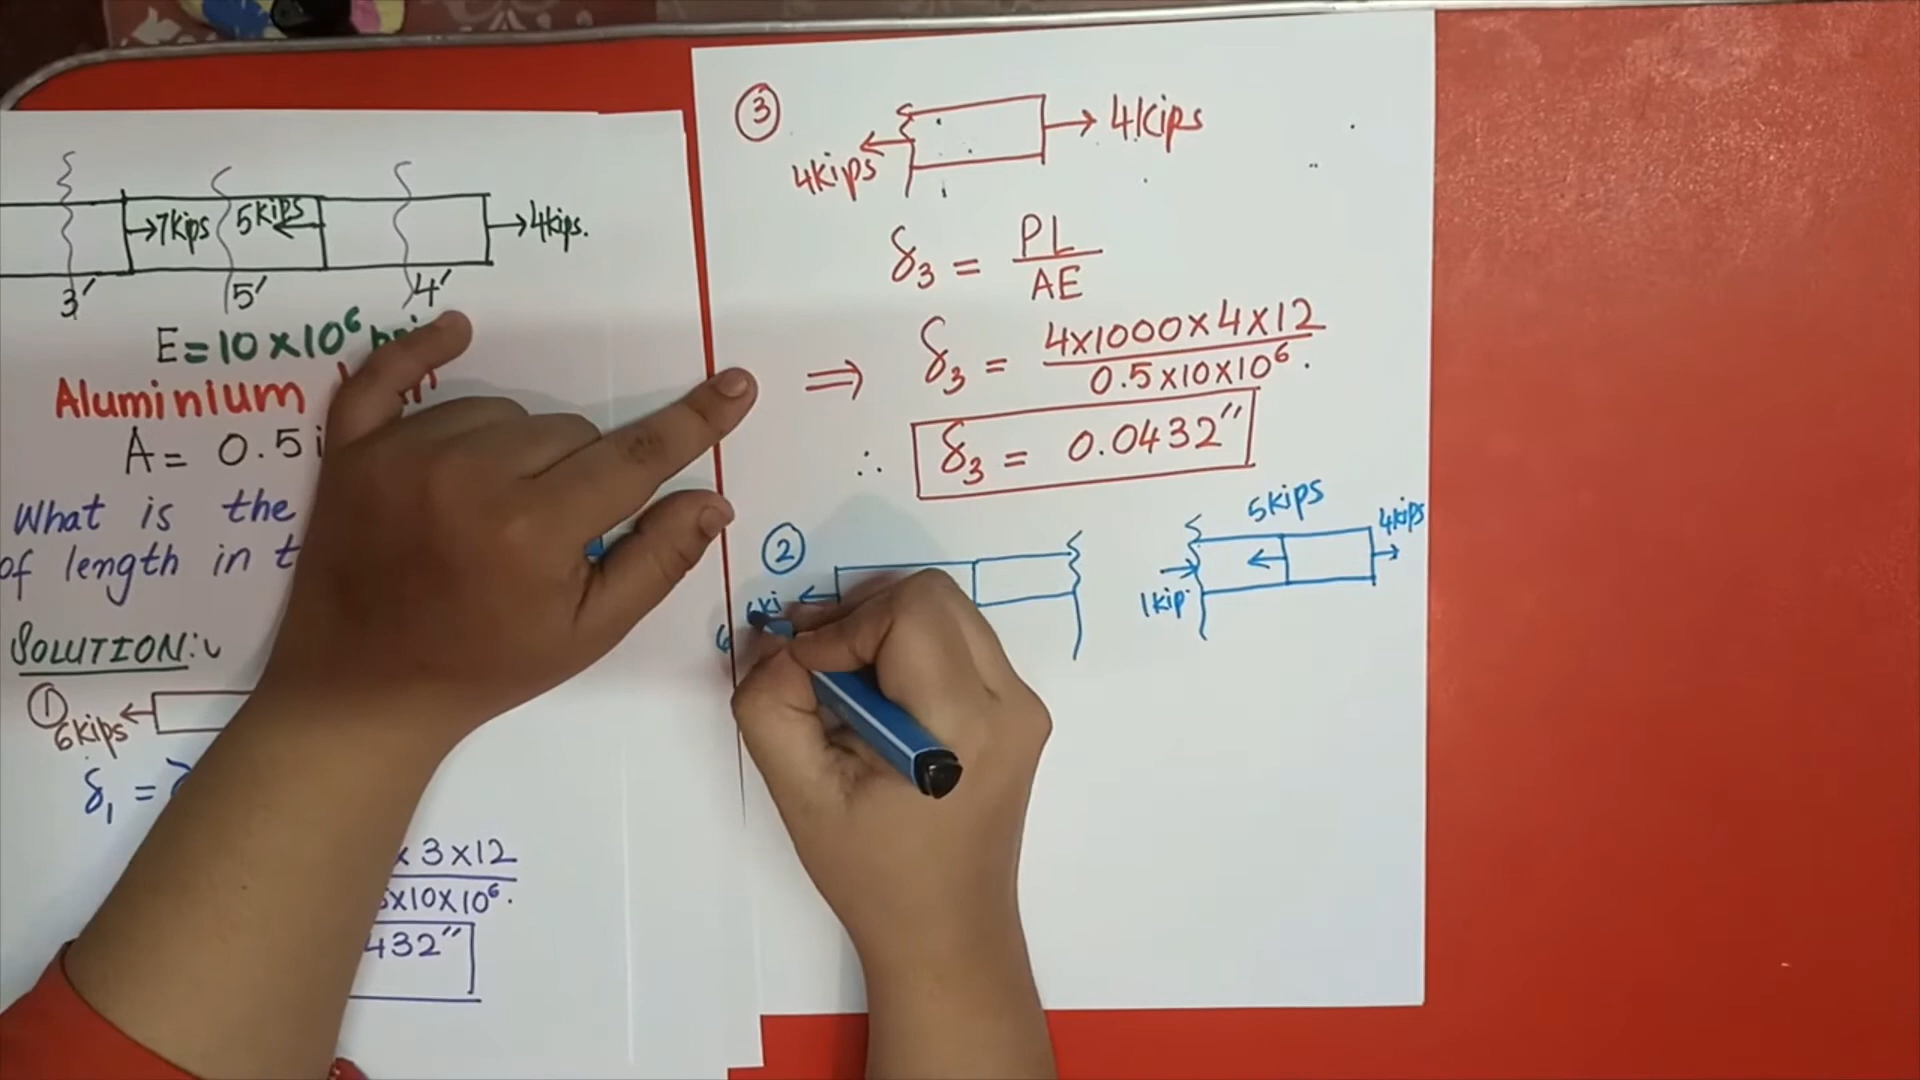 7kips 5kips 4kips.
3' 5' 4'
E=10×10⁶
Aluminium
A= 0.5
What is the
of length in
SOLUTION:
①
6kips
δ₁ =
× 3×12
×10×10⁶.
432"
③
4kips 4kips
δ₃ = PL
AE
⇒ δ₃ = 4×1000×4×12
0.5×10×10⁶.
∴ δ₃ = 0.0432"
②
5kips 4kips
6ki 1kip